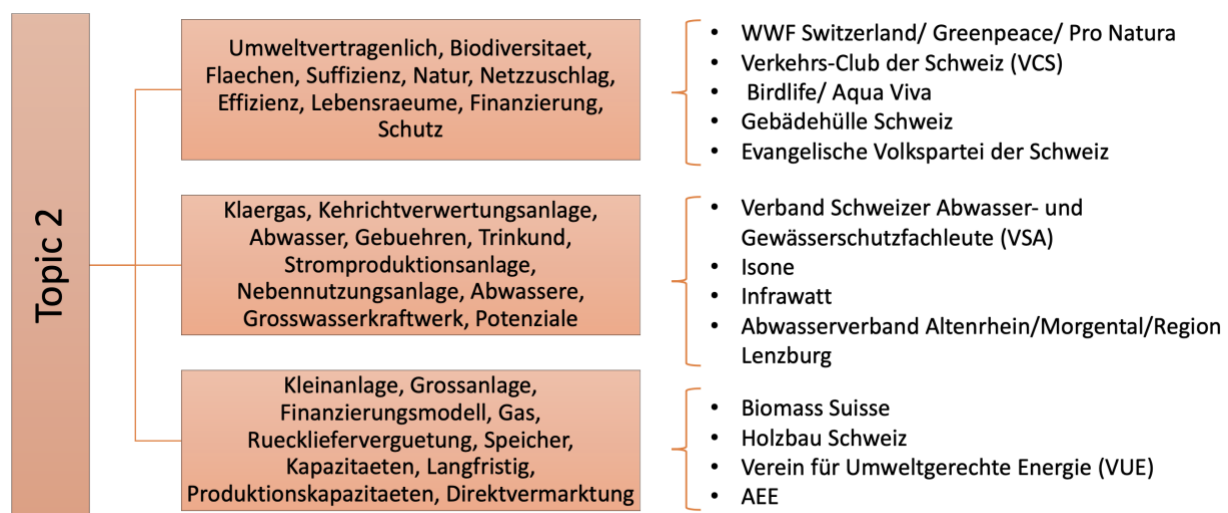 Topic 2
Umweltvertragenlich, Biodiversitaet,
Flaechen, Suffizienz, Natur, Netzzuschlag,
Effizienz, Lebensraeume, Finanzierung,
Schutz
• WWF Switzerland/ Greenpeace/ Pro Natura
• Verkehrs-Club der Schweiz (VCS)
• Birdlife/ Aqua Viva
• Gebädehülle Schweiz
• Evangelische Volkspartei der Schweiz
Klaergas, Kehrichtverwertungsanlage,
Abwasser, Gebuehren, Trinkund,
Stromproduktionsanlage,
Nebennutzungsanlage, Abwassere,
Grosswasserkraftwerk, Potenziale
• Verband Schweizer Abwasser- und
Gewässerschutzfachleute (VSA)
• Isone
• Infrawatt
• Abwasserverband Altenrhein/Morgental/Region
Lenzburg
Kleinanlage, Grossanlage,
Finanzierungsmodell, Gas,
Ruecklieferverguetung, Speicher,
Kapazitaeten, Langfristig,
Produktionskapazitaeten, Direktvermarktung
• Biomass Suisse
• Holzbau Schweiz
• Verein für Umweltgerechte Energie (VUE)
• AEE